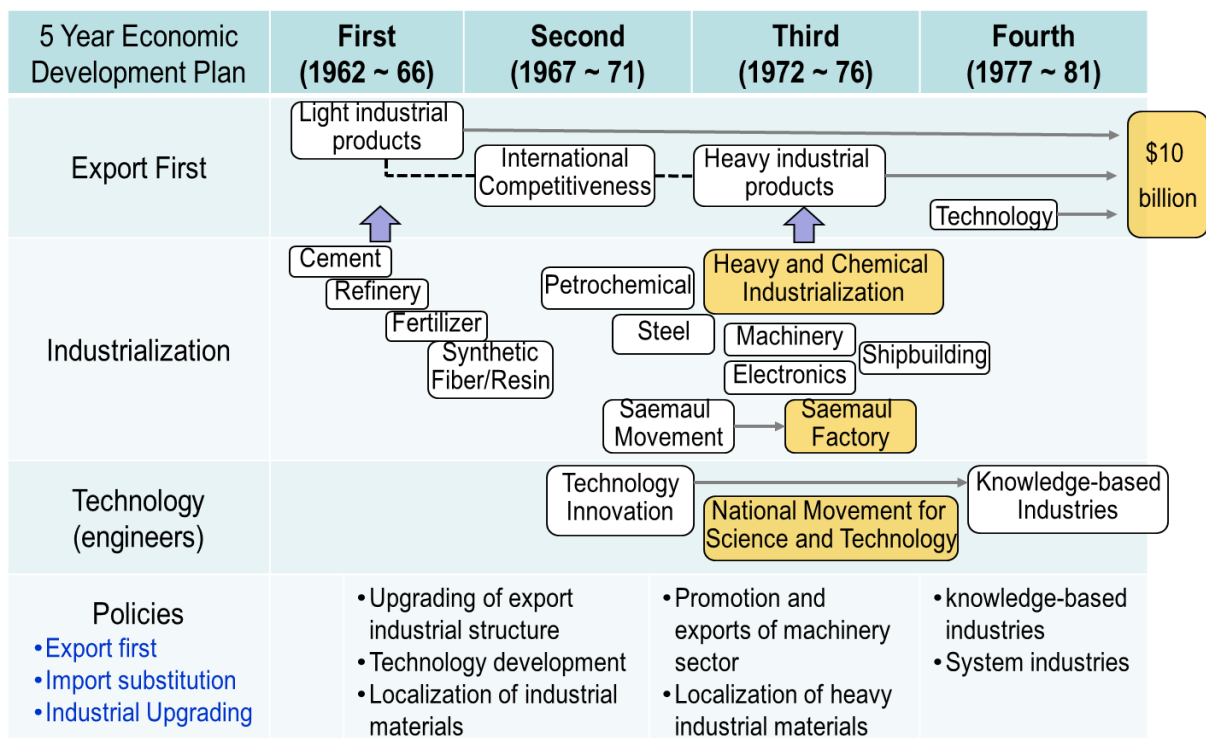 5 Year Economic
Development Plan
First
(1962 ~ 66)
Second
(1967 ~ 71)
Third
(1972 ~ 76)
Fourth
(1977 ~ 81)
Export First
Light industrial
products
International
Competitiveness
Heavy industrial
products
Technology
$10
billion
Industrialization
Cement
Refinery
Fertilizer
Synthetic
Fiber/Resin
Petrochemical
Steel
Heavy and Chemical
Industrialization
Machinery
Electronics
Shipbuilding
Saemaul
Movement
Saemaul
Factory
Technology
(engineers)
Technology
Innovation
National Movement for
Science and Technology
Knowledge-based
Industries
Policies
• Export first
• Import substitution
• Industrial Upgrading
• Upgrading of export
industrial structure
• Technology development
• Localization of industrial
materials
• Promotion and
exports of machinery
sector
• Localization of heavy
industrial materials
• knowledge-based
industries
• System industries